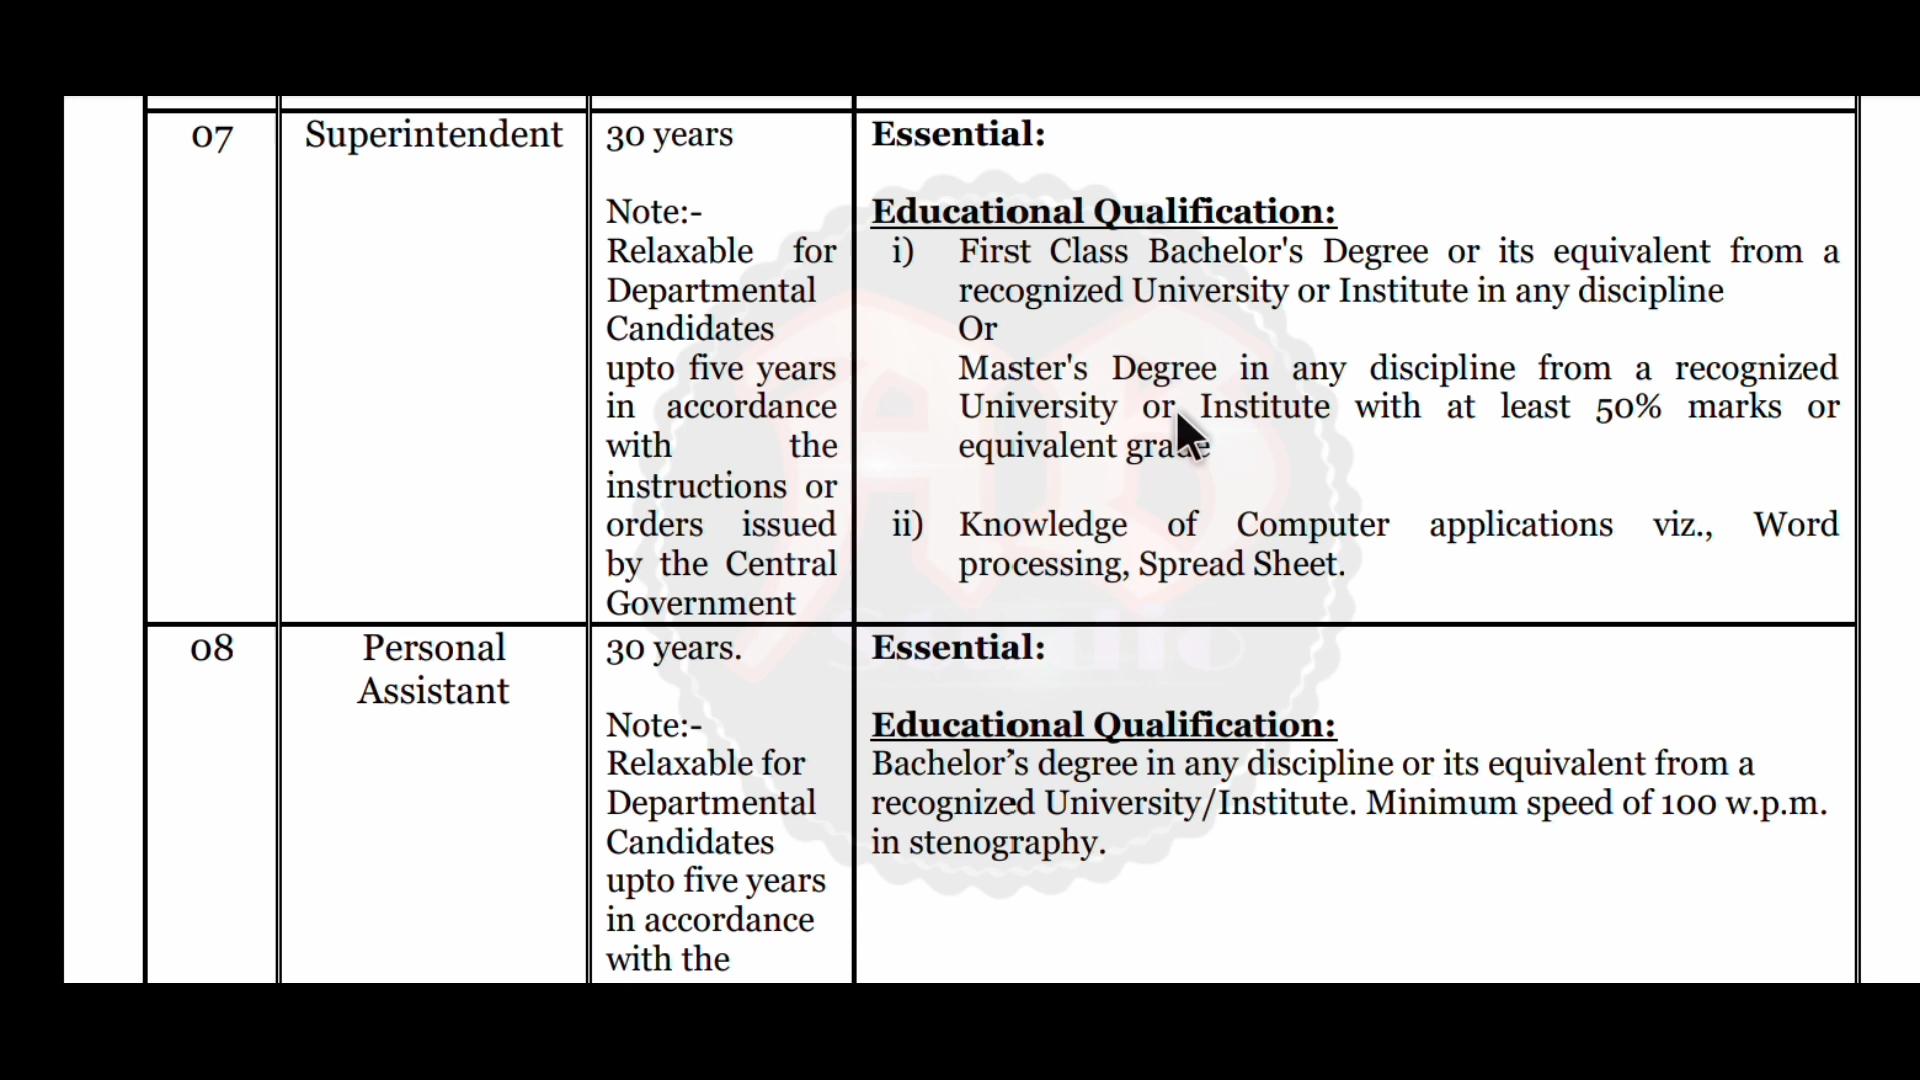 07
Superintendent
30 years
Note:-
Relaxable for
Departmental
Candidates
upto five years
in accordance
with the
instructions or
orders issued
by the Central
Government
Essential:
Educational Qualification:
i) First Class Bachelor's Degree or its equivalent from a
recognized University or Institute in any discipline
Or
Master's Degree in any discipline from a recognized
University or Institute with at least 50% marks or
equivalent grade
ii) Knowledge of Computer applications viz., Word
processing, Spread Sheet.
08
Personal
Assistant
30 years.
Note:-
Relaxable for
Departmental
Candidates
upto five years
in accordance
with the
Essential:
Educational Qualification:
Bachelor’s degree in any discipline or its equivalent from a
recognized University/Institute. Minimum speed of 100 w.p.m.
in stenography.